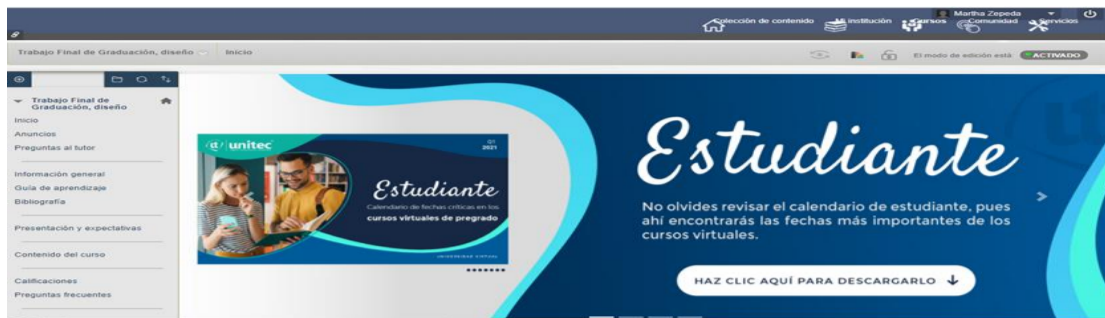 Martha Zepeda
Colección de contenido
Institución
Cursos
Comunidad
Servicios
Trabajo Final de Graduación, diseño
Inicio
El modo de edición está
ACTIVADO
Trabajo Final de
Graduación, diseño
Inicio
Anuncios
Preguntas al tutor
Información general
Guía de aprendizaje
Bibliografía
Presentación y expectativas
Contenido del curso
Calificaciones
Preguntas frecuentes
unitec
Q1
2021
Estudiante
Calendario de fechas críticas en los
cursos virtuales de pregrado
UNIVERSIDAD VIRTUAL
Estudiante
No olvides revisar el calendario de estudiante, pues
ahí encontrarás las fechas más importantes de los
cursos virtuales.
HAZ CLIC AQUÍ PARA DESCARGARLO